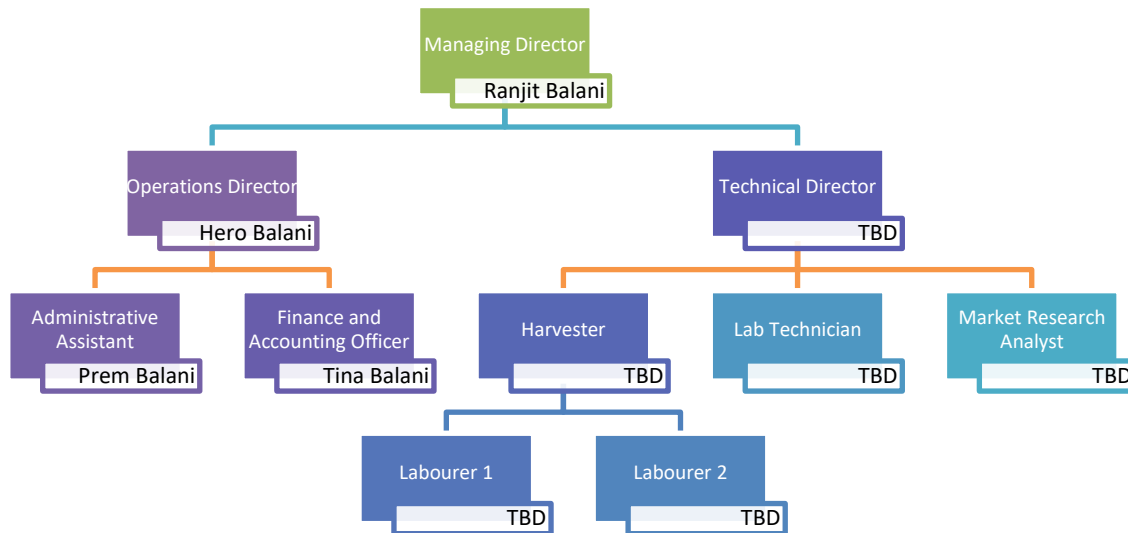 Managing Director
Ranjit Balani
Operations Director
Hero Balani
Technical Director
TBD
Administrative
Assistant
Prem Balani
Finance and
Accounting Officer
Tina Balani
Harvester
TBD
Lab Technician
TBD
Market Research
Analyst
TBD
Labourer 1
TBD
Labourer 2
TBD